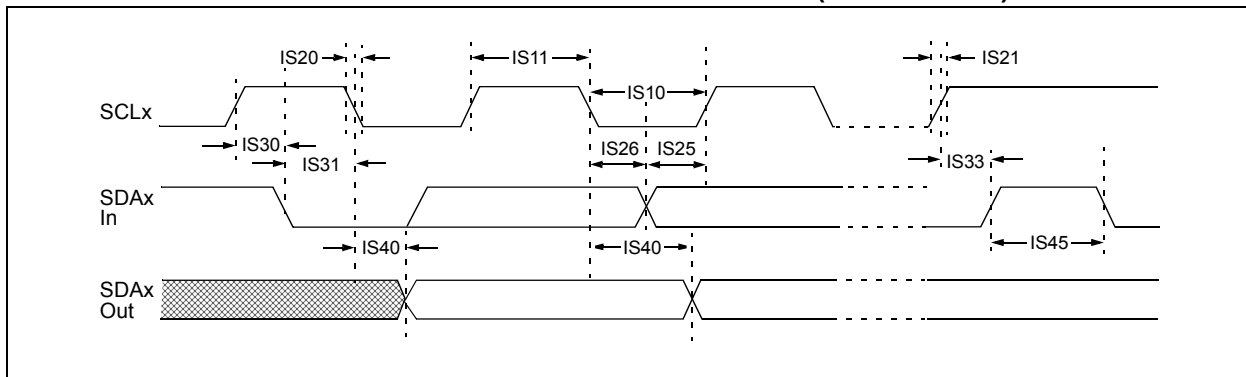 IS20
IS11
IS21
IS10
SCLx
IS30
IS31
IS26
IS25
IS33
SDAx
In
IS40
IS40
IS45
SDAx
Out